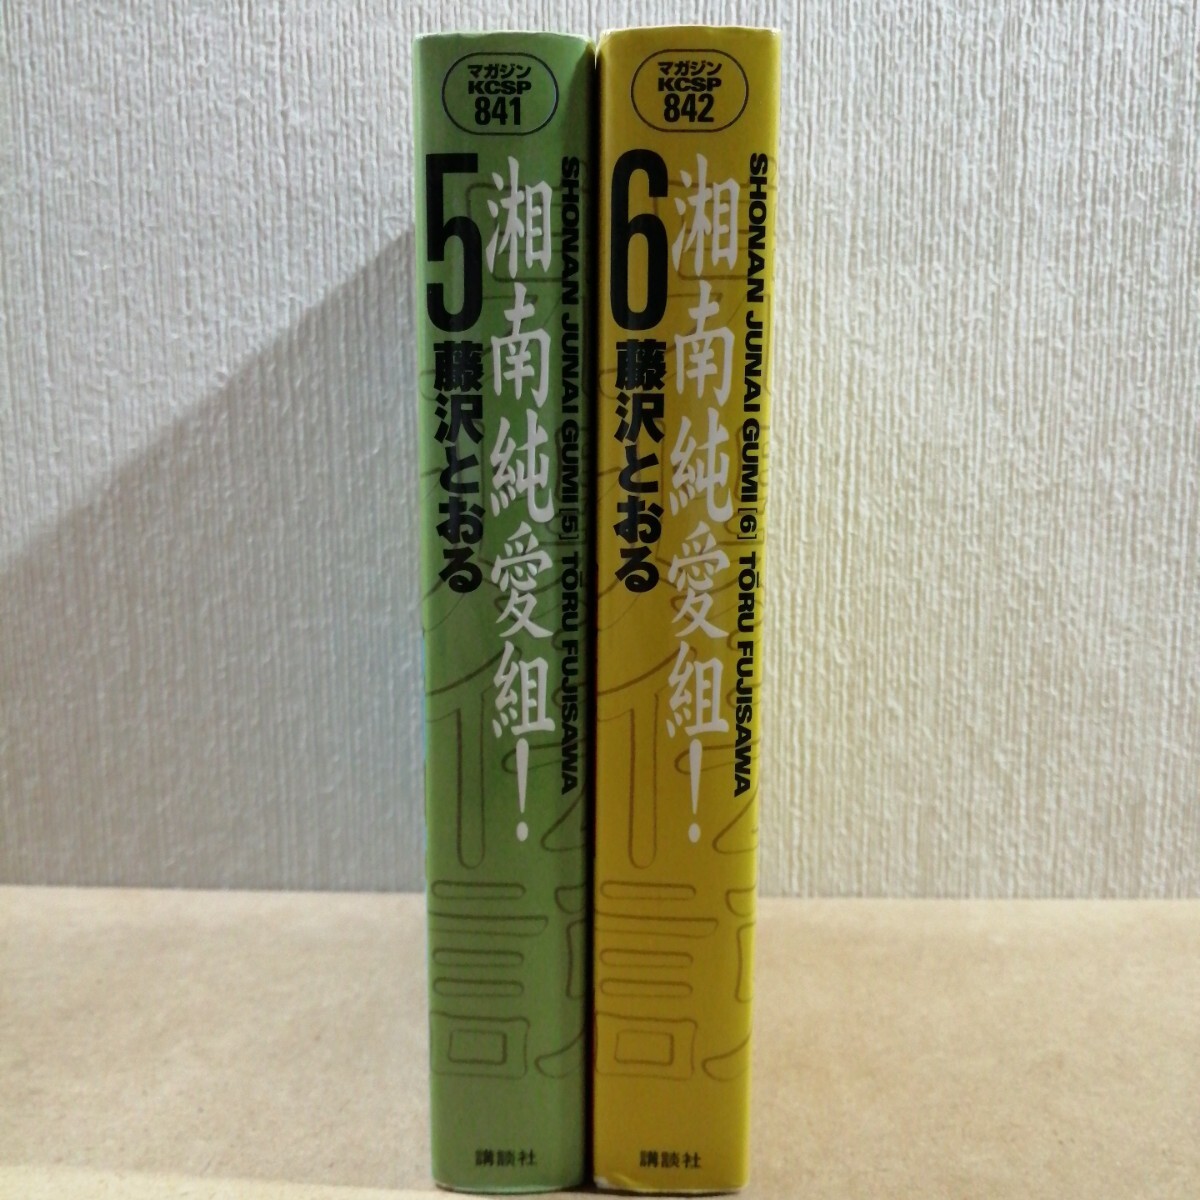 マガジン
KCSP
841
5
湘南純愛組!
藤沢とおる
SHONAN JUNAI GUMI [5] TŌRU FUJISAWA
講談社
マガジン
KCSP
842
6
湘南純愛組!
藤沢とおる
SHONAN JUNAI GUMI [6] TŌRU FUJISAWA
講談社